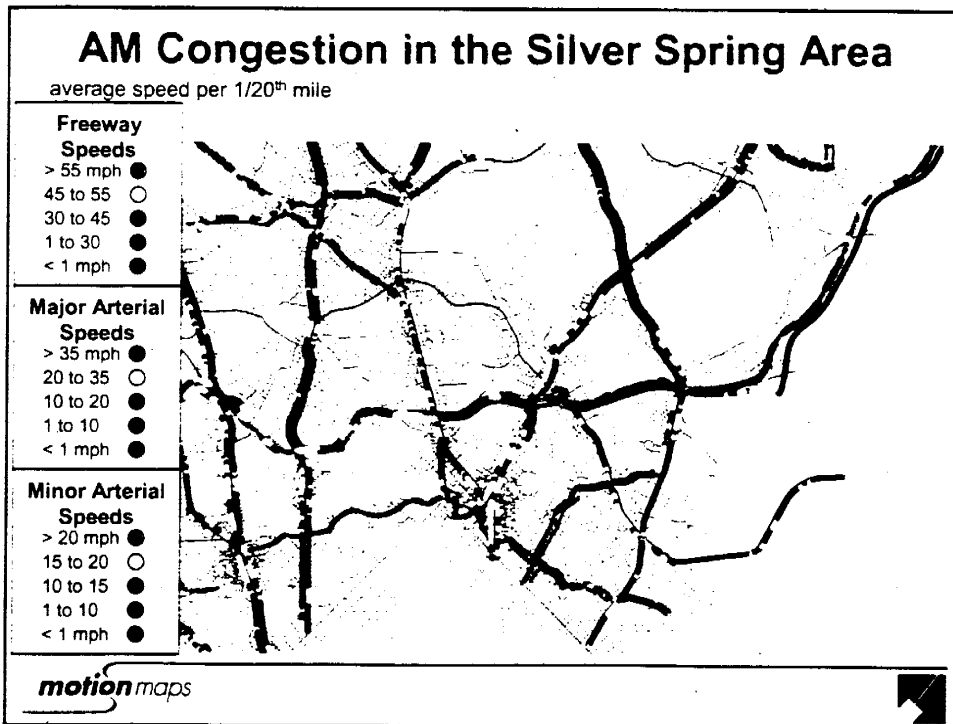 AM Congestion in the Silver Spring Area
average speed per 1/20th mile
Freeway
Speeds
> 55 mph
45 to 55
30 to 45
1 to 30
< 1 mph
Major Arterial
Speeds
> 35 mph
20 to 35
10 to 20
1 to 10
< 1 mph
Minor Arterial
Speeds
> 20 mph
15 to 20
10 to 15
1 to 10
< 1 mph
motion maps